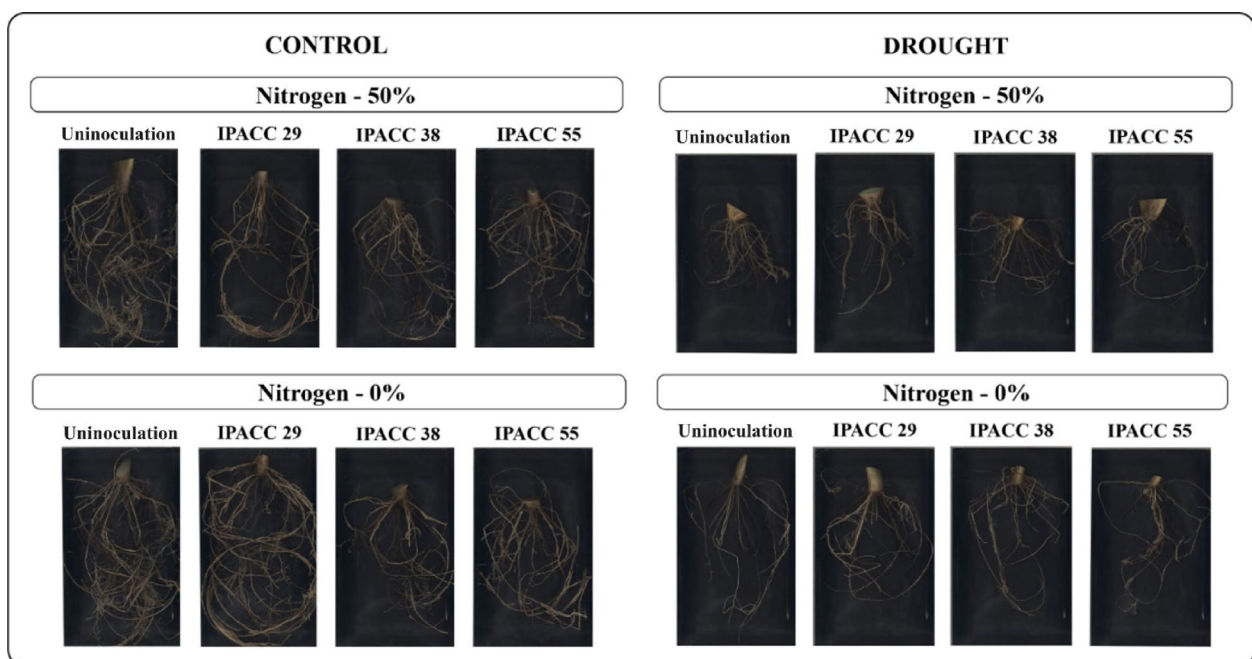 CONTROL
Nitrogen - 50%
Uninoculation IPACC 29 IPACC 38 IPACC 55
Nitrogen - 0%
Uninoculation IPACC 29 IPACC 38 IPACC 55
DROUGHT
Nitrogen - 50%
Uninoculation IPACC 29 IPACC 38 IPACC 55
Nitrogen - 0%
Uninoculation IPACC 29 IPACC 38 IPACC 55